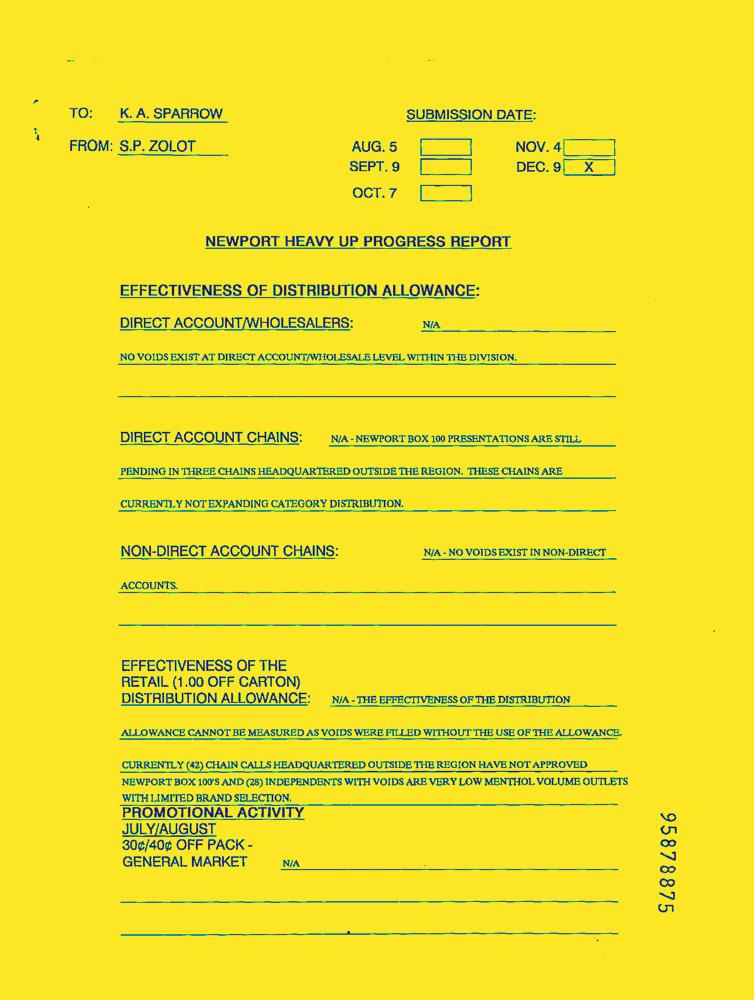 TO: K. A. SPARROW
SUBMISSION DATE:
FROM: S.P. ZOLOT
AUG. 5
NOV. 4
SEPT. 9
DEC. 9 X
OCT. 7
NEWPORT HEAVY UP PROGRESS REPORT
EFFECTIVENESS OF DISTRIBUTION ALLOWANCE:
DIRECT ACCOUNT/WHOLESALERS: N/A
NO VOIDS EXIST AT DIRECT ACCOUNT/WHOLESALE LEVEL WITHIN THE DIVISION.
DIRECT ACCOUNT CHAINS: N/A - NEWPORT BOX 100 PRESENTATIONS ARE STILL
PENDING IN THREE CHAINS HEADQUARTERED OUTSIDE THE REGION. THESE CHAINS ARE
CURRENTLY NOT EXPANDING CATEGORY DISTRIBUTION.
NON-DIRECT ACCOUNT CHAINS: N/A - NO VOIDS EXIST IN NON-DIRECT
ACCOUNTS.
EFFECTIVENESS OF THE
RETAIL (1.00 OFF CARTON)
DISTRIBUTION ALLOWANCE: N/A - THE EFFECTIVENESS OF THE DISTRIBUTION
ALLOWANCE CANNOT BE MEASURED AS VOIDS WERE FILLED WITHOUT THE USE OF THE ALLOWANCE.
CURRENTLY (42) CHAIN CALLS HEADQUARTERED OUTSIDE THE REGION HAVE NOT APPROVED
NEWPORT BOX 100'S AND (28) INDEPENDENTS WITH VOIDS ARE VERY LOW MENTHOL VOLUME OUTLETS
WITH LIMITED BRAND SELECTION.
PROMOTIONAL ACTIVITY
JULY/AUGUST
30¢/40¢ OFF PACK -
GENERAL MARKET N/A
95878875